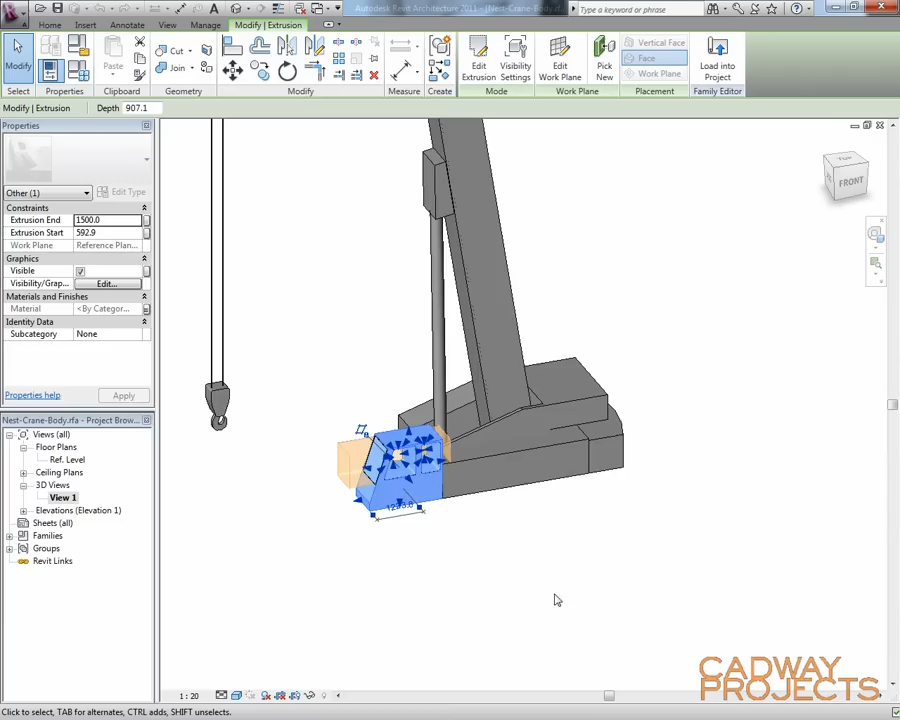 Autodesk Revit Architecture 2011 - [Nest-Crane-Body.rfa
Type a keyword or phrase
Home Insert Annotate View Manage Modify | Extrusion
Modify
Paste
Cut
Join
Edit Extrusion
Visibility Settings
Edit Work Plane
Pick New
Vertical Face
Face
Work Plane
Load into Project
Select Properties Clipboard Geometry Modify Measure Create Mode Work Plane Placement Family Editor
Modify | Extrusion Depth 907.1
Properties
Other (1) Edit Type
Constraints
Extrusion End 1500.0
Extrusion Start 592.9
Work Plane Reference Plan...
Graphics
Visible
Visibility/Grap... Edit...
Materials and Finishes
Material <By Categor...
Identity Data
Subcategory None
Properties help Apply
Nest-Crane-Body.rfa - Project Brow...
Views (all)
Floor Plans
Ref. Level
Ceiling Plans
3D Views
View 1
Elevations (Elevation 1)
Sheets (all)
Families
Groups
Revit Links
TOP
FRONT
CADWAY
PROJECTS
1 : 20
Click to select, TAB for alternates, CTRL adds, SHIFT unselects.